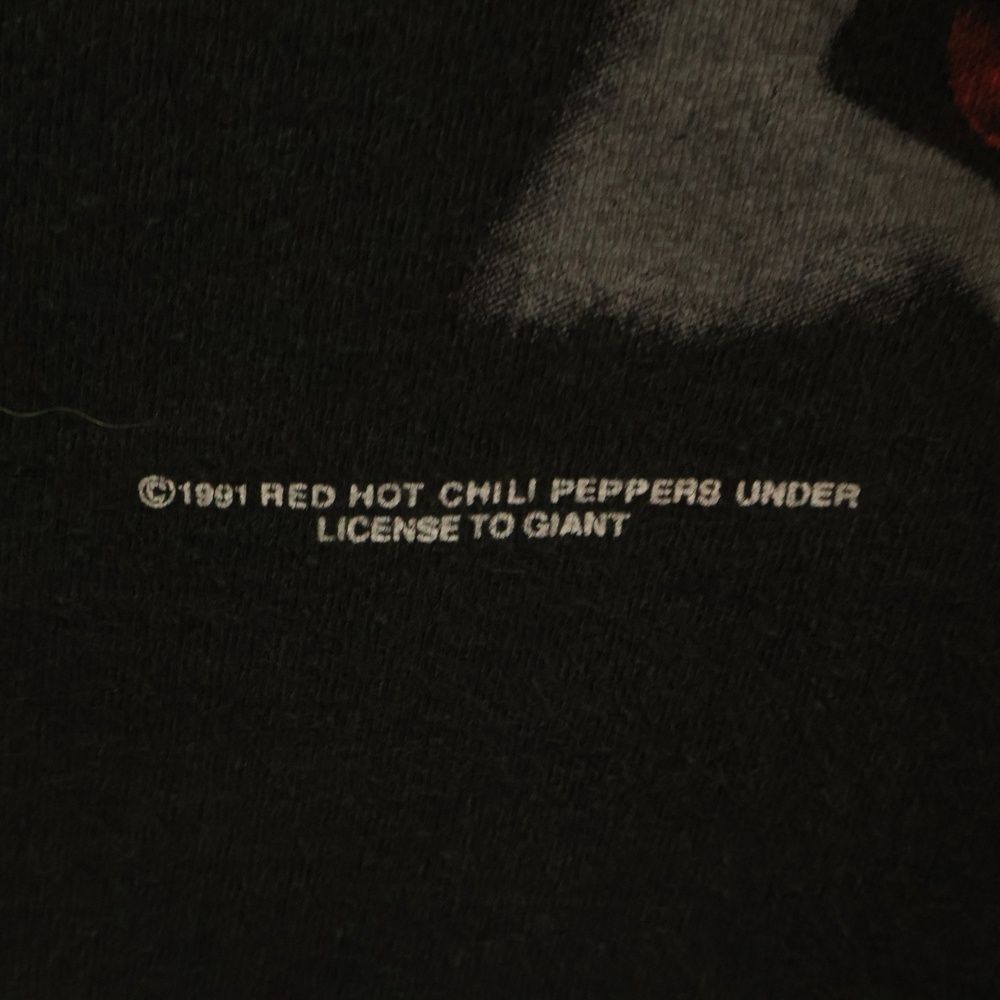 ©1991 RED HOT CHILI PEPPERS UNDER
LICENSE TO GIANT